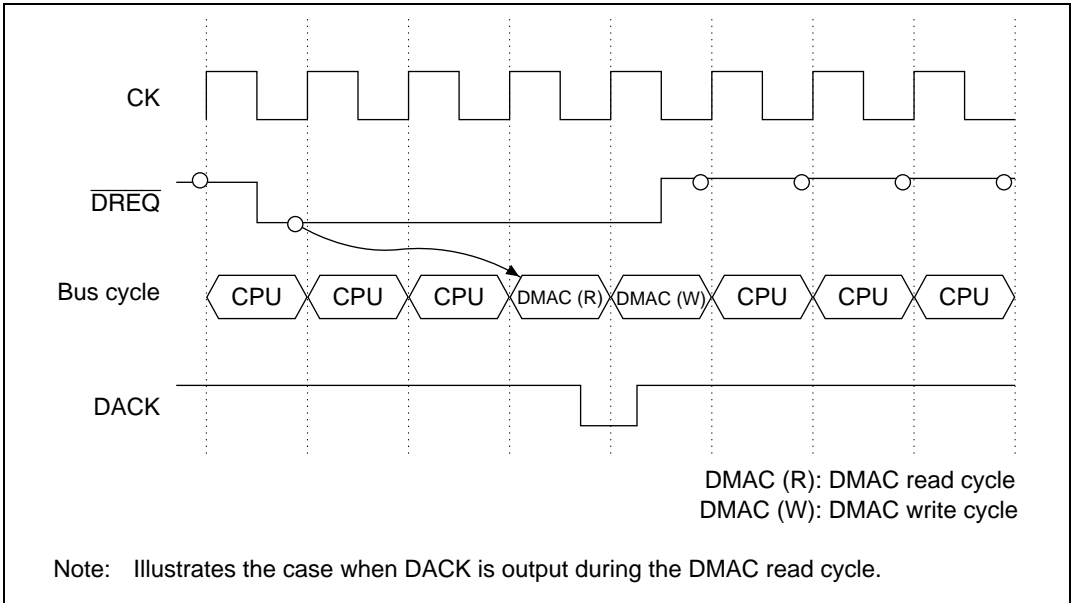 CK
DREQ
Bus cycle CPU CPU CPU DMAC (R) DMAC (W) CPU CPU CPU
DACK
DMAC (R): DMAC read cycle
DMAC (W): DMAC write cycle
Note: Illustrates the case when DACK is output during the DMAC read cycle.